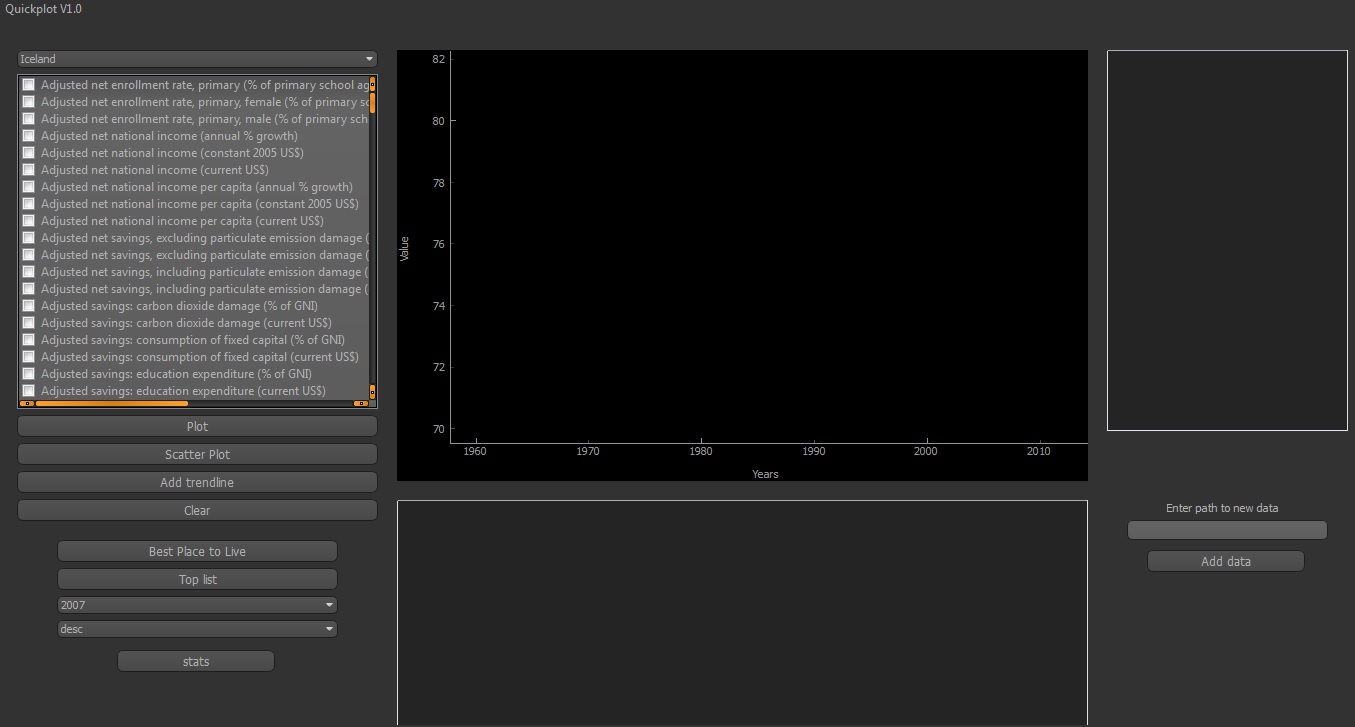 Quickplot V1.0
Iceland
Adjusted net enrollment rate, primary (% of primary school ag
Adjusted net enrollment rate, primary, female (% of primary sc
Adjusted net enrollment rate, primary, male (% of primary sch
Adjusted net national income (annual % growth)
Adjusted net national income (constant 2005 US$)
Adjusted net national income (current US$)
Adjusted net national income per capita (annual % growth)
Adjusted net national income per capita (constant 2005 US$)
Adjusted net national income per capita (current US$)
Adjusted net savings, excluding particulate emission damage (
Adjusted net savings, excluding particulate emission damage (
Adjusted net savings, including particulate emission damage (
Adjusted net savings, including particulate emission damage (
Adjusted savings: carbon dioxide damage (% of GNI)
Adjusted savings: carbon dioxide damage (current US$)
Adjusted savings: consumption of fixed capital (% of GNI)
Adjusted savings: consumption of fixed capital (current US$)
Adjusted savings: education expenditure (% of GNI)
Adjusted savings: education expenditure (current US$)
Plot
Scatter Plot
Add trendline
Clear
Best Place to Live
Top list
2007
desc
stats
82
80
78
76
74
72
70
Value
1960 1970 1980 1990 2000 2010
Years
Enter path to new data
Add data